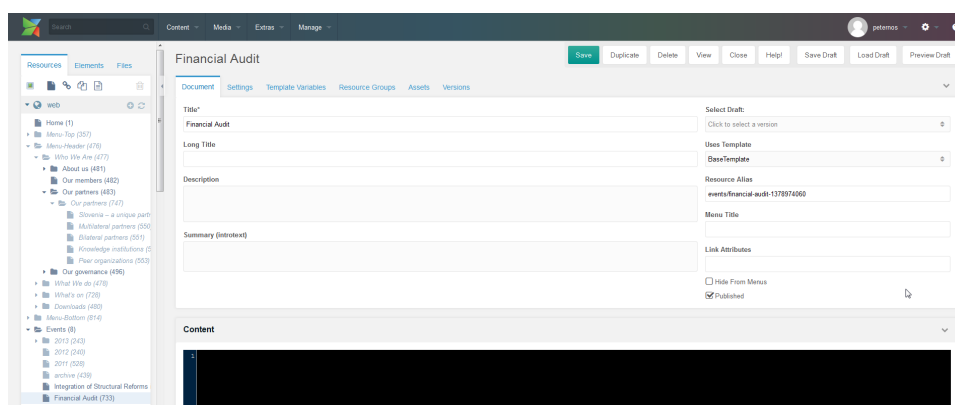 Search
Content Media Extras Manage
petemos
Resources Elements Files
web
Home (1)
Menu-Top (357)
Menu-Header (476)
Who We Are (477)
About us (481)
Our members (482)
Our partners (483)
Our partners (747)
Slovenia – a unique part
Multilateral partners (550
Bilateral partners (551)
Knowledge institutions (5
Peer organizations (553)
Our governance (496)
What We do (478)
What's on (728)
Downloads (480)
Menu-Bottom (814)
Events (8)
2013 (243)
2012 (240)
2011 (528)
archive (439)
Integration of Structural Reforms
Financial Audit (733)
Financial Audit
Save Duplicate Delete View Close Help! Save Draft Load Draft Preview Draft
Document Settings Template Variables Resource Groups Assets Versions
Title*
Financial Audit
Long Title
Description
Summary (introtext)
Select Draft:
Click to select a version
Uses Template
BaseTemplate
Resource Alias
events/financial-audit-1378974060
Menu Title
Link Attributes
Hide From Menus
Published
Content
1